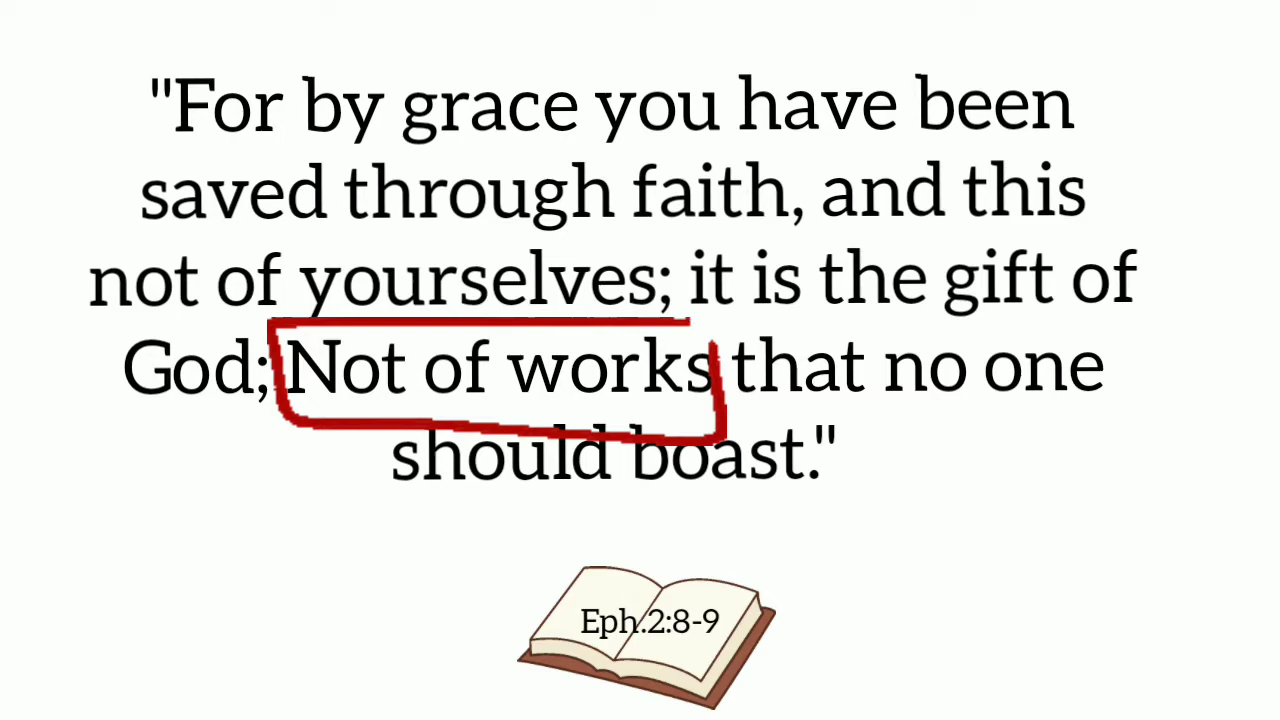 "For by grace you have been
saved through faith, and this
not of yourselves; it is the gift of
God; Not of works that no one
should boast."
Eph.2:8-9